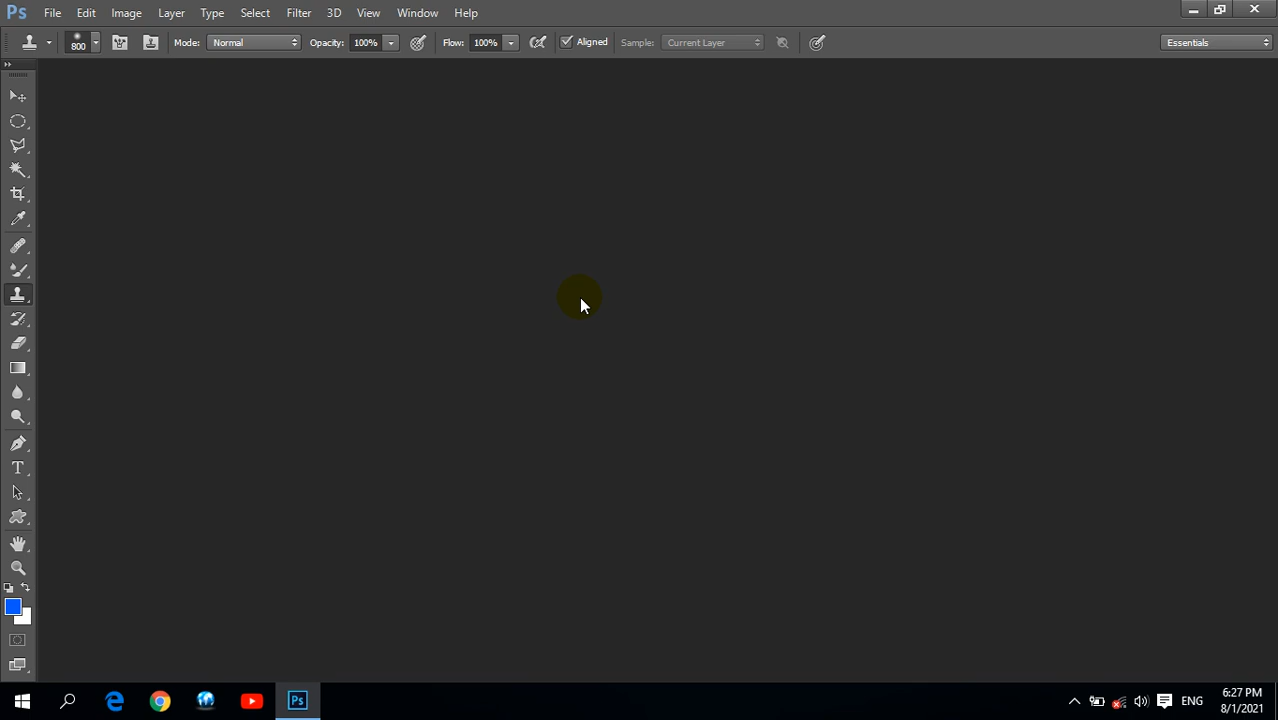 Ps File Edit Image Layer Type Select Filter 3D View Window Help
800 Mode: Normal Opacity: 100% Flow: 100% Aligned Sample: Current Layer Essentials
T
Ps ENG 6:27 PM
8/1/2021